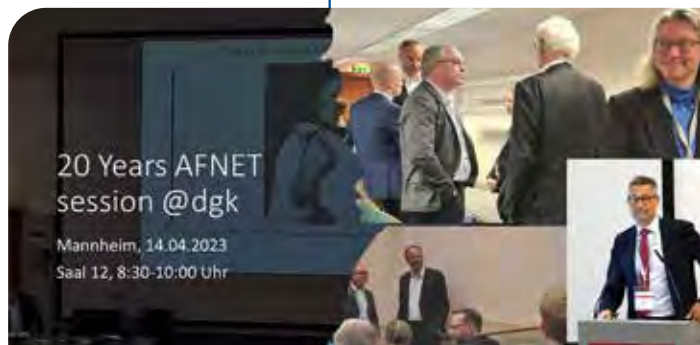 20 Years AFNET
session @dgk
Mannheim, 14.04.2023
Saal 12, 8:30-10:00 Uhr